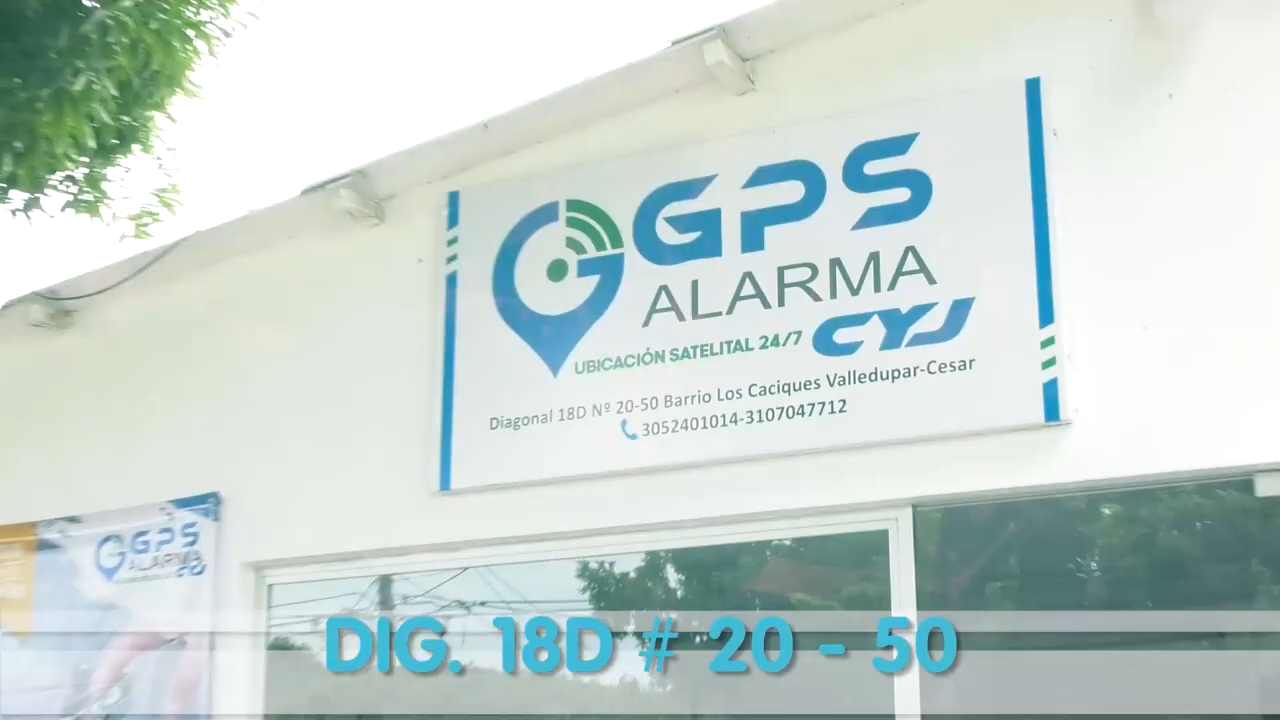 GPS
ALARMA
UBICACIÓN SATELITAL 24/7 CYJ
Diagonal 18D Nº 20-50 Barrio Los Caciques Valledupar-Cesar
3052401014-3107047712
GPS
ALARMA
CYJ
DIG. 18D # 20 - 50